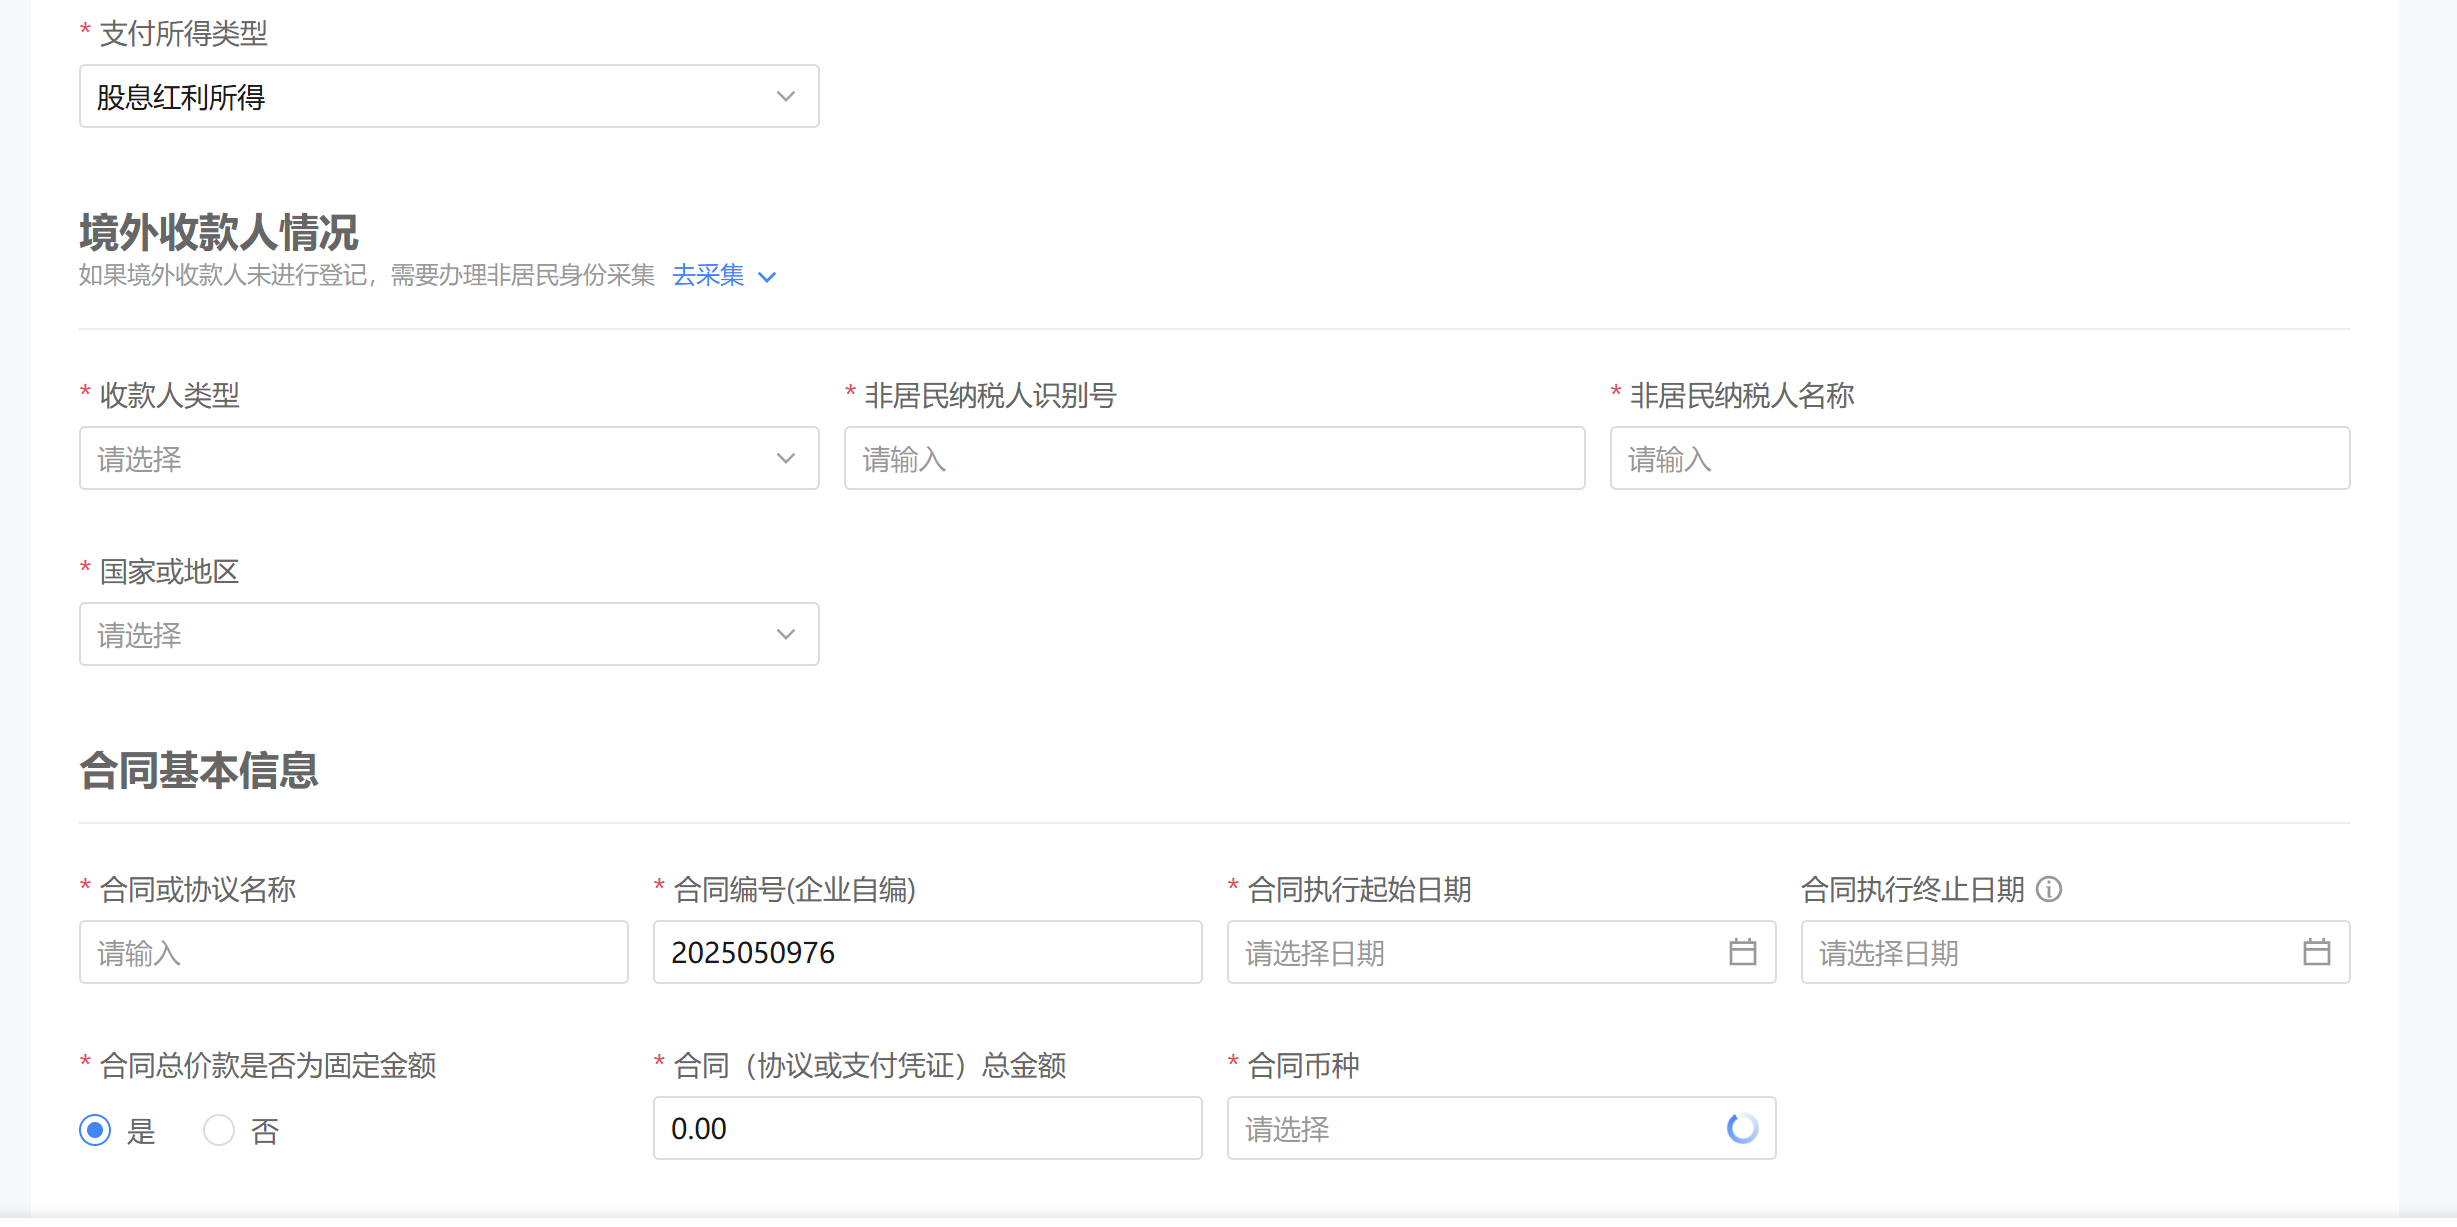 * 支付所得类型
股息红利所得
境外收款人情况
如果境外收款人未进行登记，需要办理非居民身份采集 去采集
* 收款人类型 * 非居民纳税人识别号 * 非居民纳税人名称
请选择 请输入 请输入
* 国家或地区
请选择
合同基本信息
* 合同或协议名称 * 合同编号(企业自编) * 合同执行起始日期 合同执行终止日期
请输入 2025050976 请选择日期 请选择日期
* 合同总价款是否为固定金额 * 合同（协议或支付凭证）总金额 * 合同币种
是 否 0.00 请选择